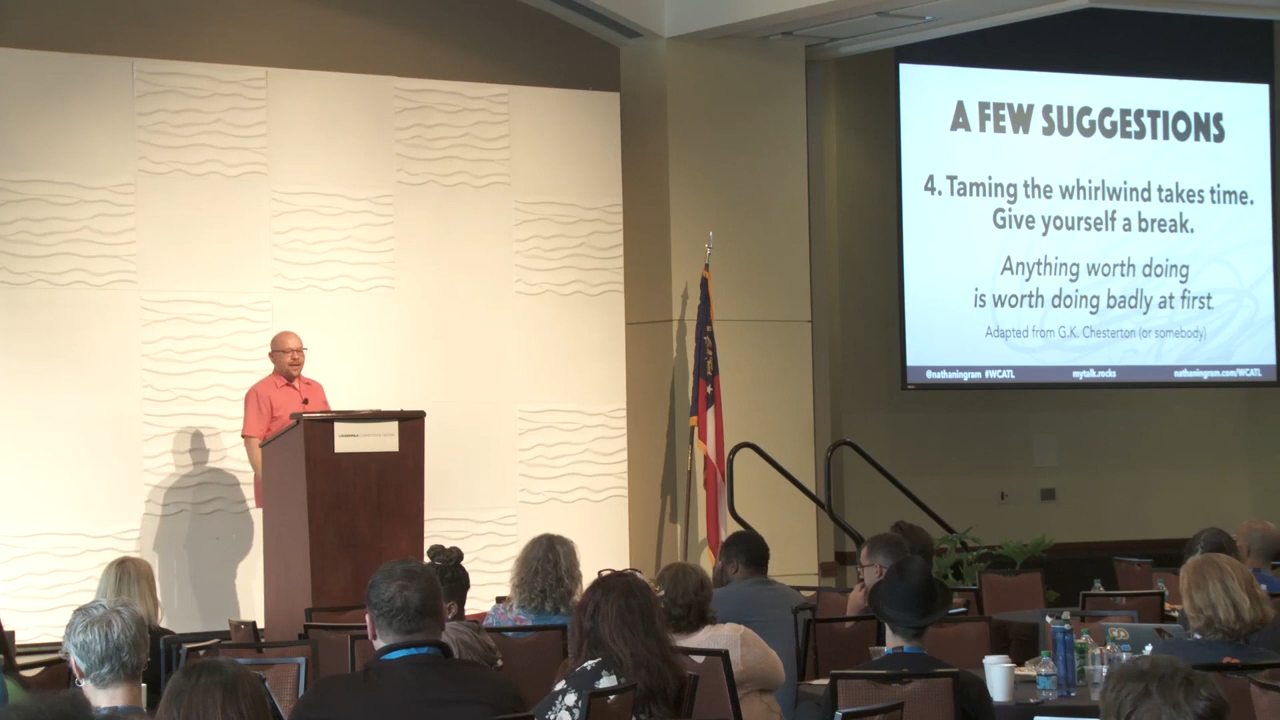 A FEW SUGGESTIONS
4. Taming the whirlwind takes time.
Give yourself a break.
Anything worth doing
is worth doing badly at first.
Adapted from G.K. Chesterton (or somebody)
@nathaningram #WCATL
mytalk.rocks
nathaningram.com/WCATL